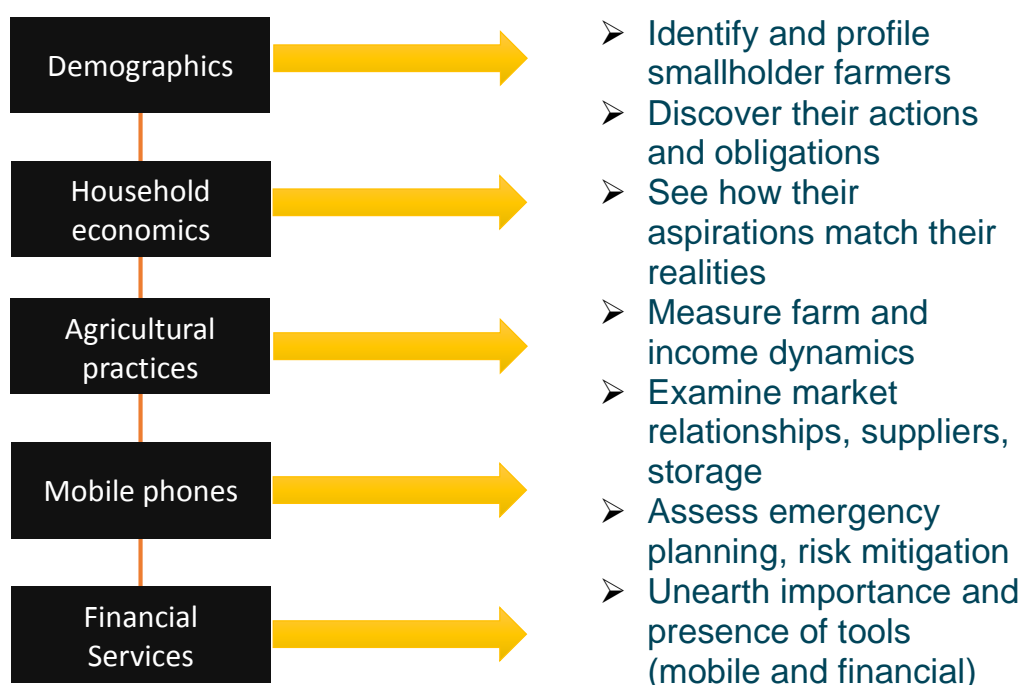 Demographics
Household
economics
Agricultural
practices
Mobile phones
Financial
Services
➢ Identify and profile
smallholder farmers
➢ Discover their actions
and obligations
➢ See how their
aspirations match their
realities
➢ Measure farm and
income dynamics
➢ Examine market
relationships, suppliers,
storage
➢ Assess emergency
planning, risk mitigation
➢ Unearth importance and
presence of tools
(mobile and financial)